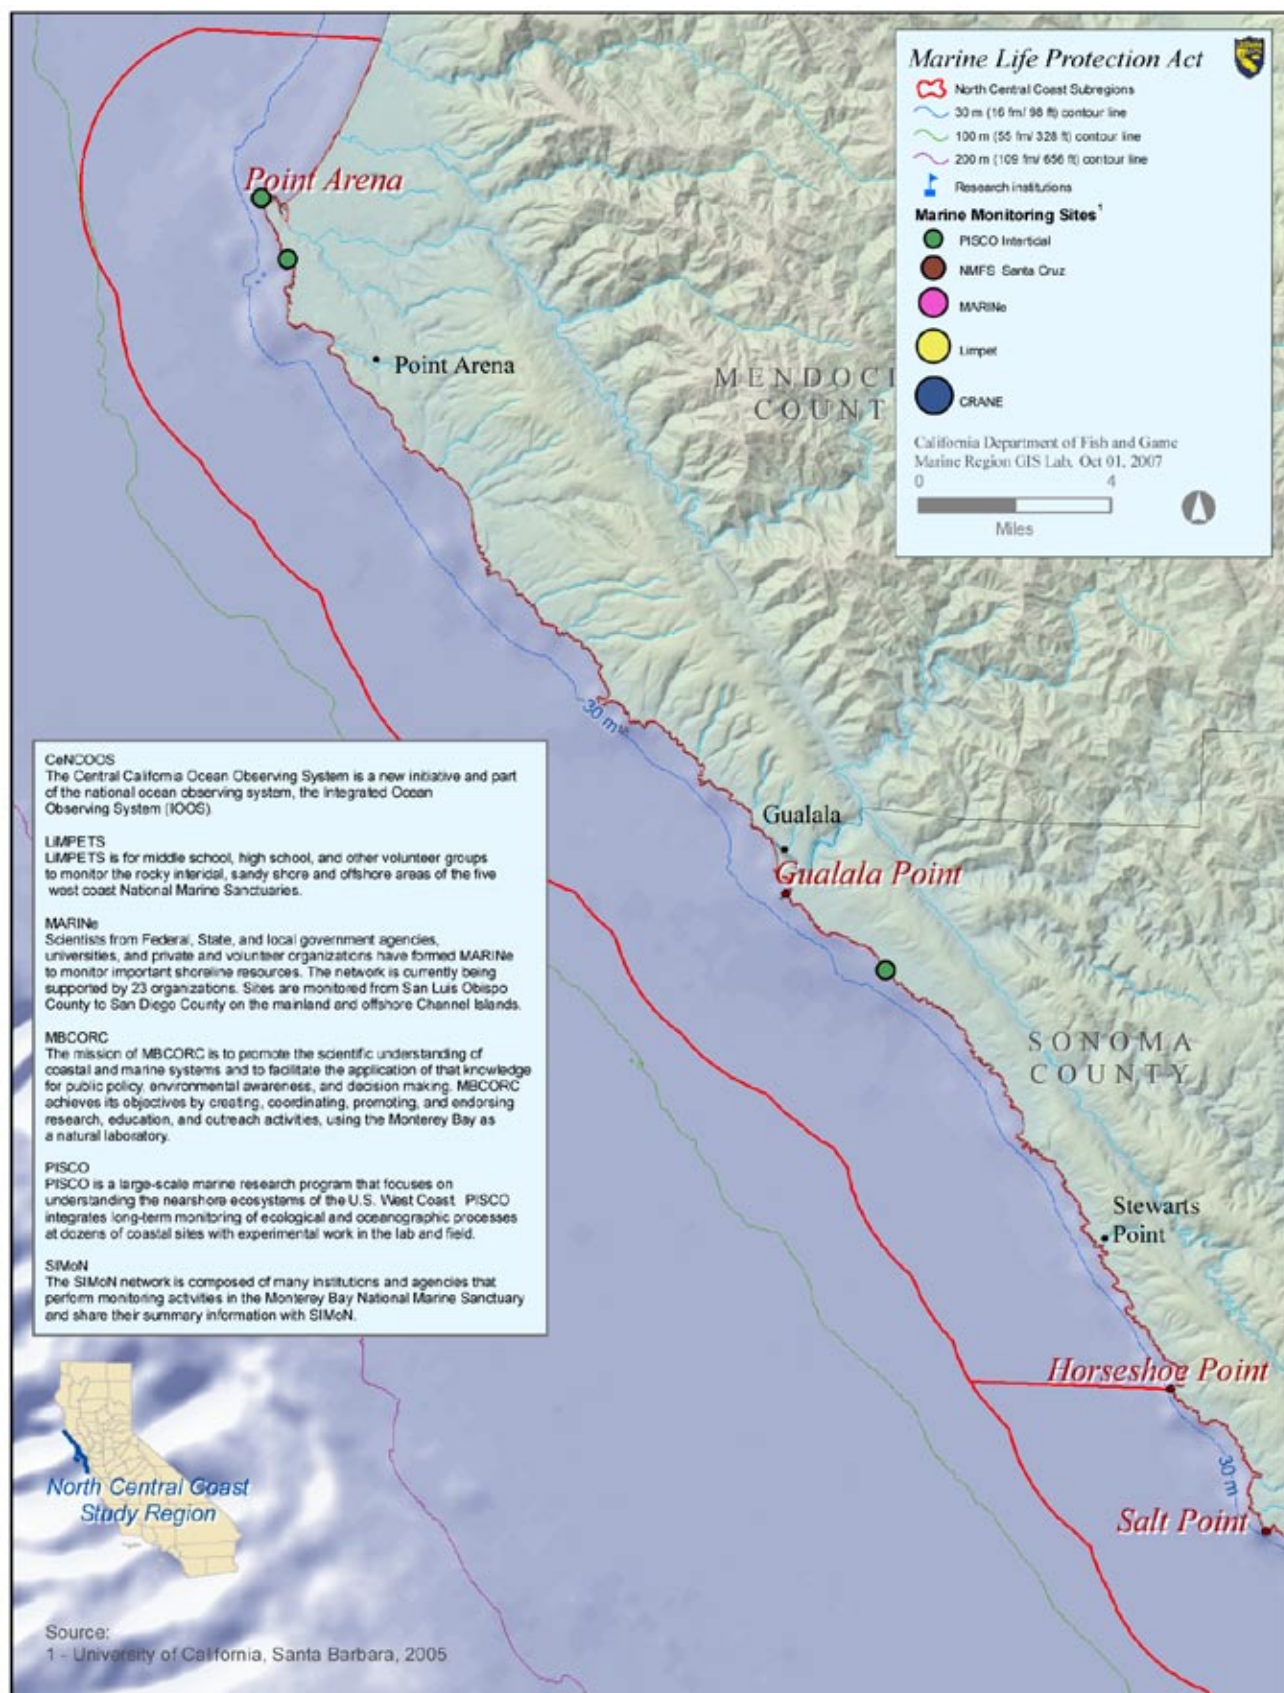 Marine Life Protection Act
North Central Coast Subregions
30 m (16 fm/ 98 ft) contour line
100 m (55 fm/ 328 ft) contour line
200 m (109 fm/ 656 ft) contour line
Research institutions
Marine Monitoring Sites1
PISCO Intertidal
NMFS Santa Cruz
MARINe
Limpet
CRANE
California Department of Fish and Game
Marine Region GIS Lab, Oct 01, 2007
0 4
Miles
Point Arena
Point Arena
MENDOCI
COUNT
30 m
Gualala
Gualala Point
SONOMA
COUNTY
Stewarts
Point
Horseshoe Point
30 m
Salt Point
CeNCOOS
The Central California Ocean Observing System is a new initiative and part
of the national ocean observing system, the Integrated Ocean
Observing System (IOOS).
LiMPETS
LiMPETS is for middle school, high school, and other volunteer groups
to monitor the rocky interidal, sandy shore and offshore areas of the five
west coast National Marine Sanctuaries.
MARINe
Scientists from Federal, State, and local government agencies,
universities, and private and volunteer organizations have formed MARINe
to monitor important shoreline resources. The network is currently being
supported by 23 organizations. Sites are monitored from San Luis Obispo
County to San Diego County on the mainland and offshore Channel Islands.
MBCORC
The mission of MBCORC is to promote the scientific understanding of
coastal and marine systems and to facilitate the application of that knowledge
for public policy, environmental awareness, and decision making. MBCORC
achieves its objectives by creating, coordinating, promoting, and endorsing
research, education, and outreach activities, using the Monterey Bay as
a natural laboratory.
PISCO
PISCO is a large-scale marine research program that focuses on
understanding the nearshore ecosystems of the U.S. West Coast. PISCO
integrates long-term monitoring of ecological and oceanographic processes
at dozens of coastal sites with experimental work in the lab and field.
SIMoN
The SIMoN network is composed of many institutions and agencies that
perform monitoring activities in the Monterey Bay National Marine Sanctuary
and share their summary information with SIMoN.
North Central Coast
Study Region
Source:
1 - University of California, Santa Barbara, 2005